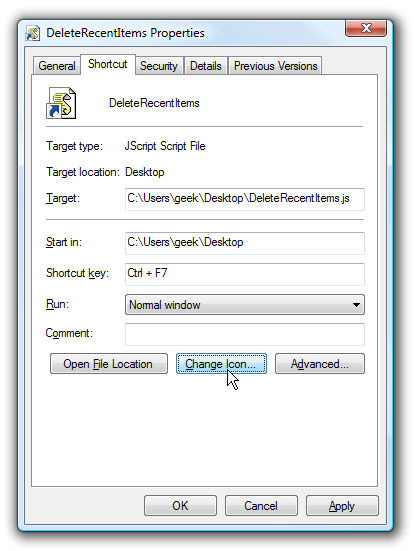 DeleteRecentItems Properties
General Shortcut Security Details Previous Versions
DeleteRecentItems
Target type: JScript Script File
Target location: Desktop
Target: C:\Users\geek\Desktop\DeleteRecentItems.js
Start in: C:\Users\geek\Desktop
Shortcut key: Ctrl + F7
Run: Normal window
Comment:
Open File Location Change Icon... Advanced...
OK Cancel Apply